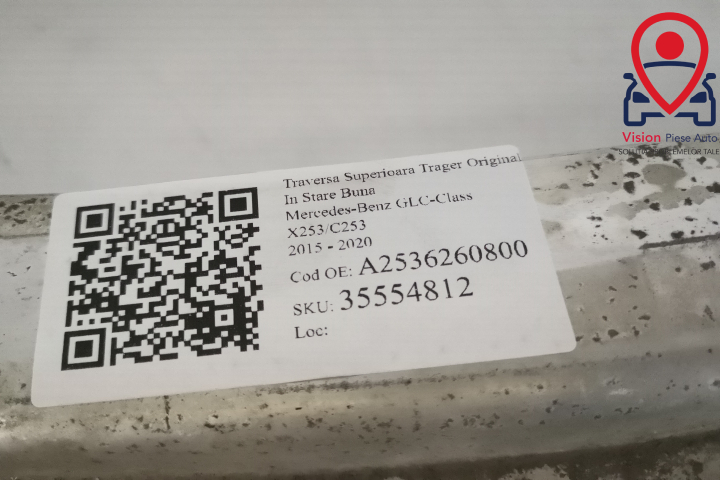 Vision Piese Auto
Traversa Superioara Trager Original
In Stare Buna
Mercedes-Benz GLC-Class
X253/C253
2015 - 2020
Cod OE: A2536260800
SKU: 35554812
Loc: